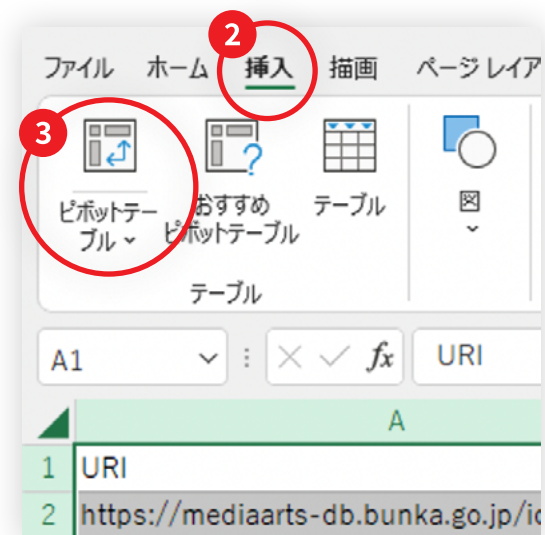 2
ファイル ホーム 挿入 描画 ページ レイア
3
ピボットテー
ブル
おすすめ
ピボットテーブル
テーブル
図
テーブル
A1 fx URI
A
1 URI
2 https://mediaarts-db.bunka.go.jp/i